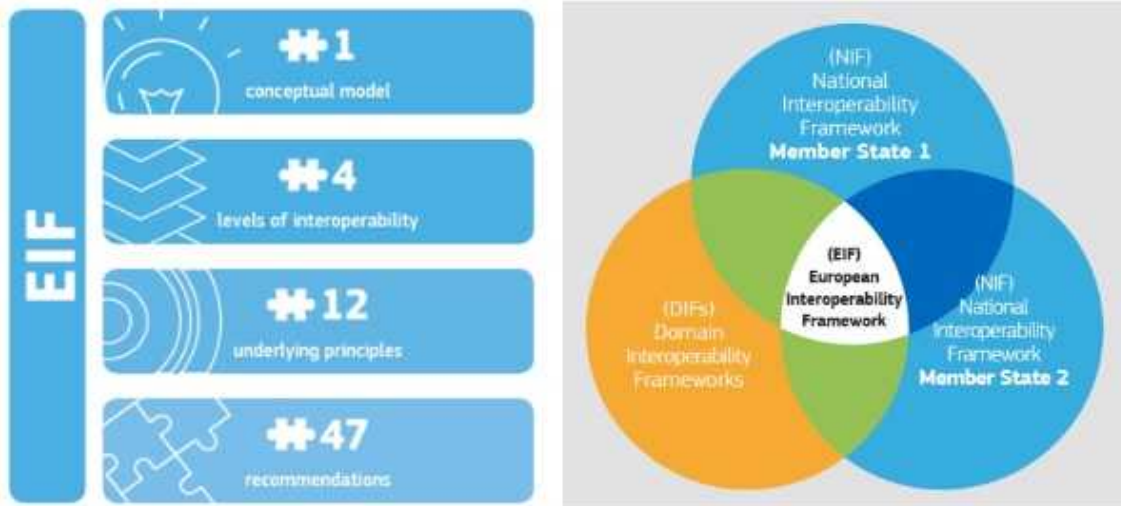 EIF
1
conceptual model
4
levels of interoperability
12
underlying principles
47
recommendations
(NIF)
National
Interoperability
Framework
Member State 1
(EIF)
European
Interoperability
Framework
(DIFs)
Domain
Interoperability
Frameworks
(NIF)
National
Interoperability
Framework
Member State 2